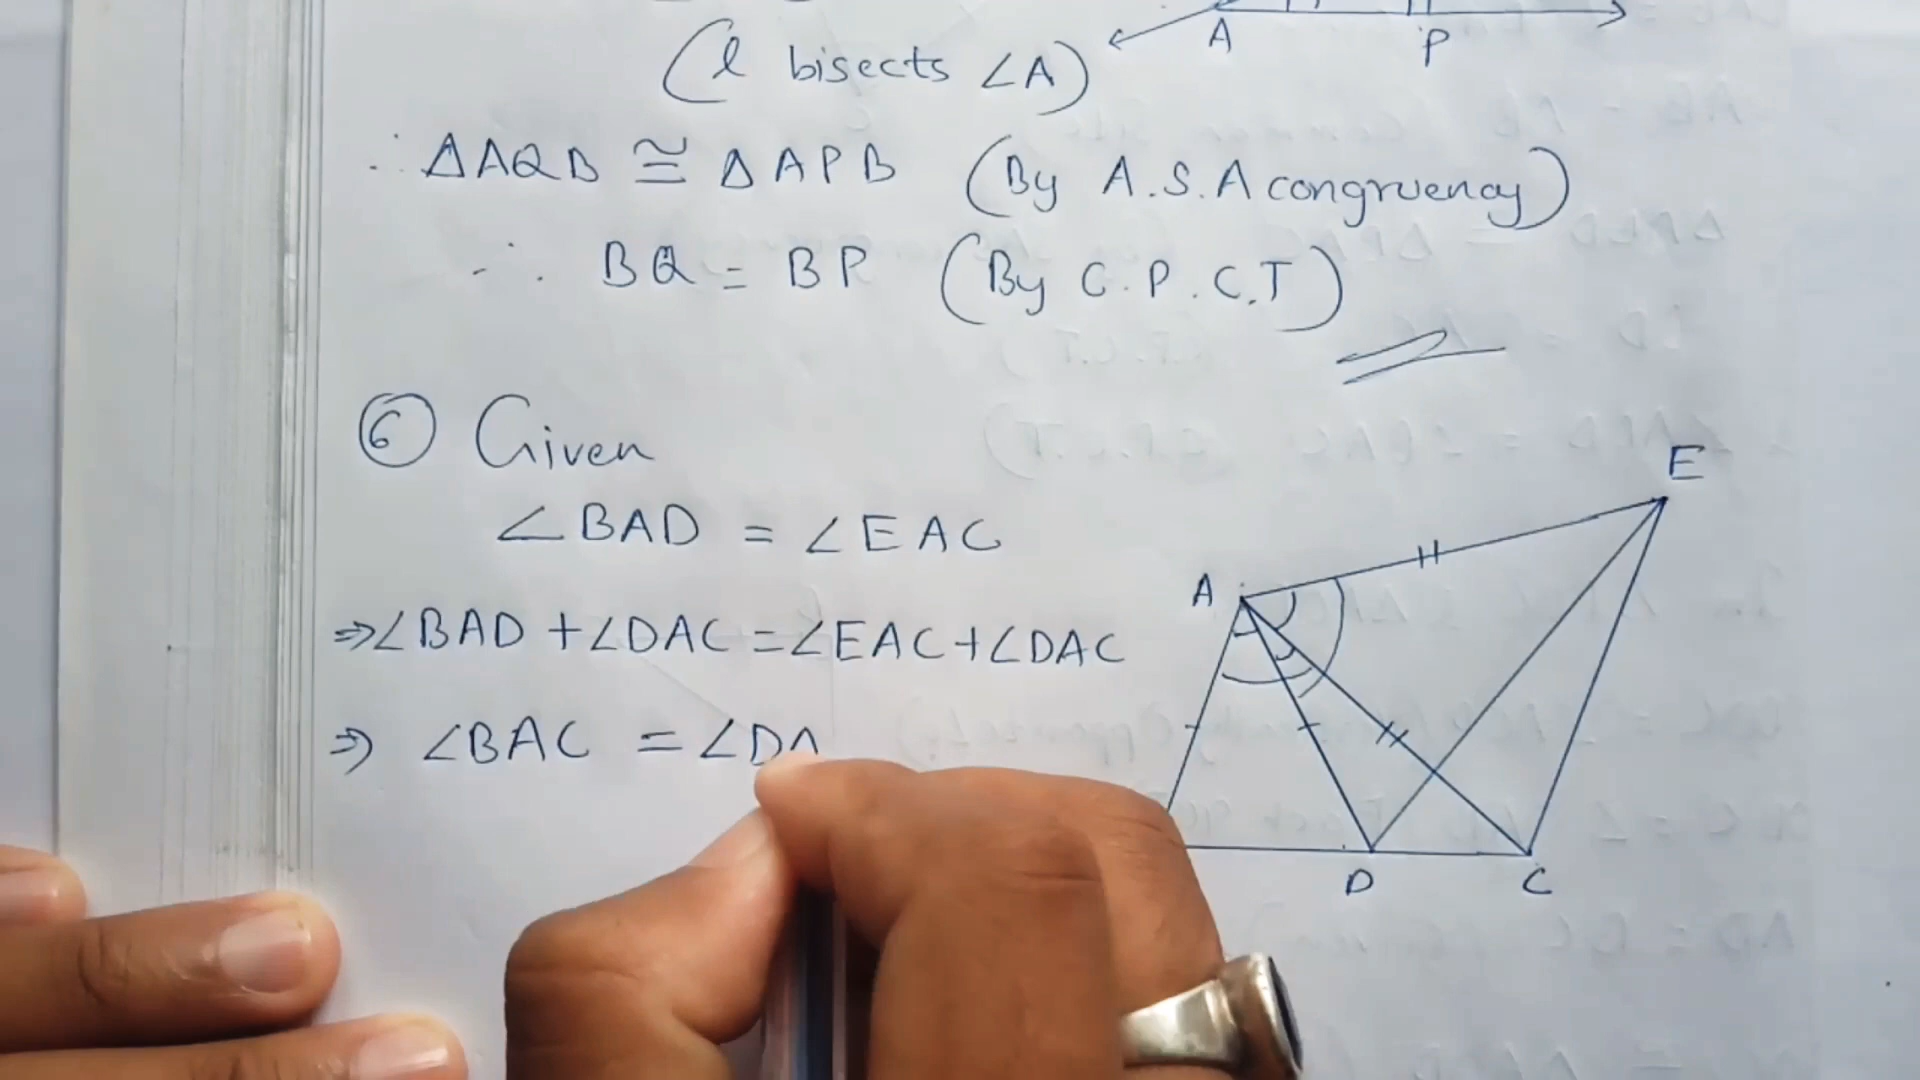 A P
(l bisects ∠A)
∴ ΔAQB ≅ ΔAPB (By A.S.A congruency)
∴ BQ = BP (By C.P.C.T)
⑥ Given
∠BAD = ∠EAC
⇒∠BAD + ∠DAC = ∠EAC + ∠DAC
⇒ ∠BAC = ∠DA
E
A
D C